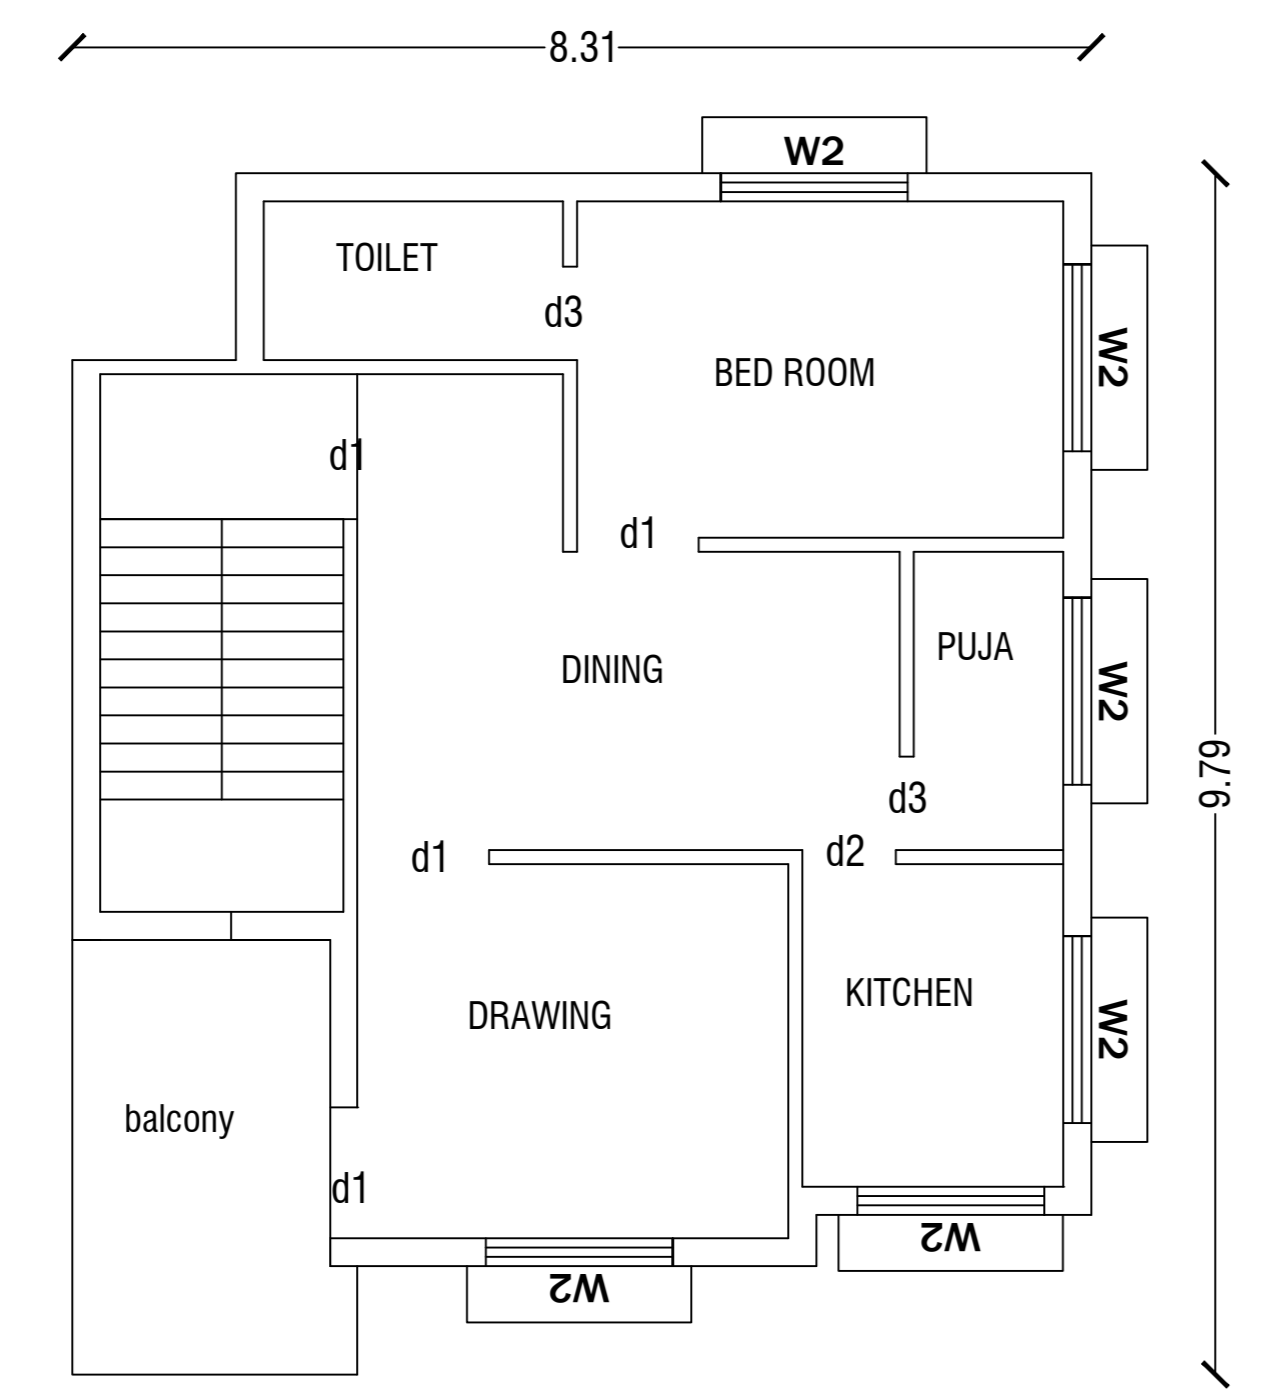 8.31
W2
TOILET
d3
W2
BED ROOM
d1
d1
PUJA
DINING
W2
9.79
d3
d2
d1
KITCHEN
DRAWING
W2
balcony
d1
W2
W2